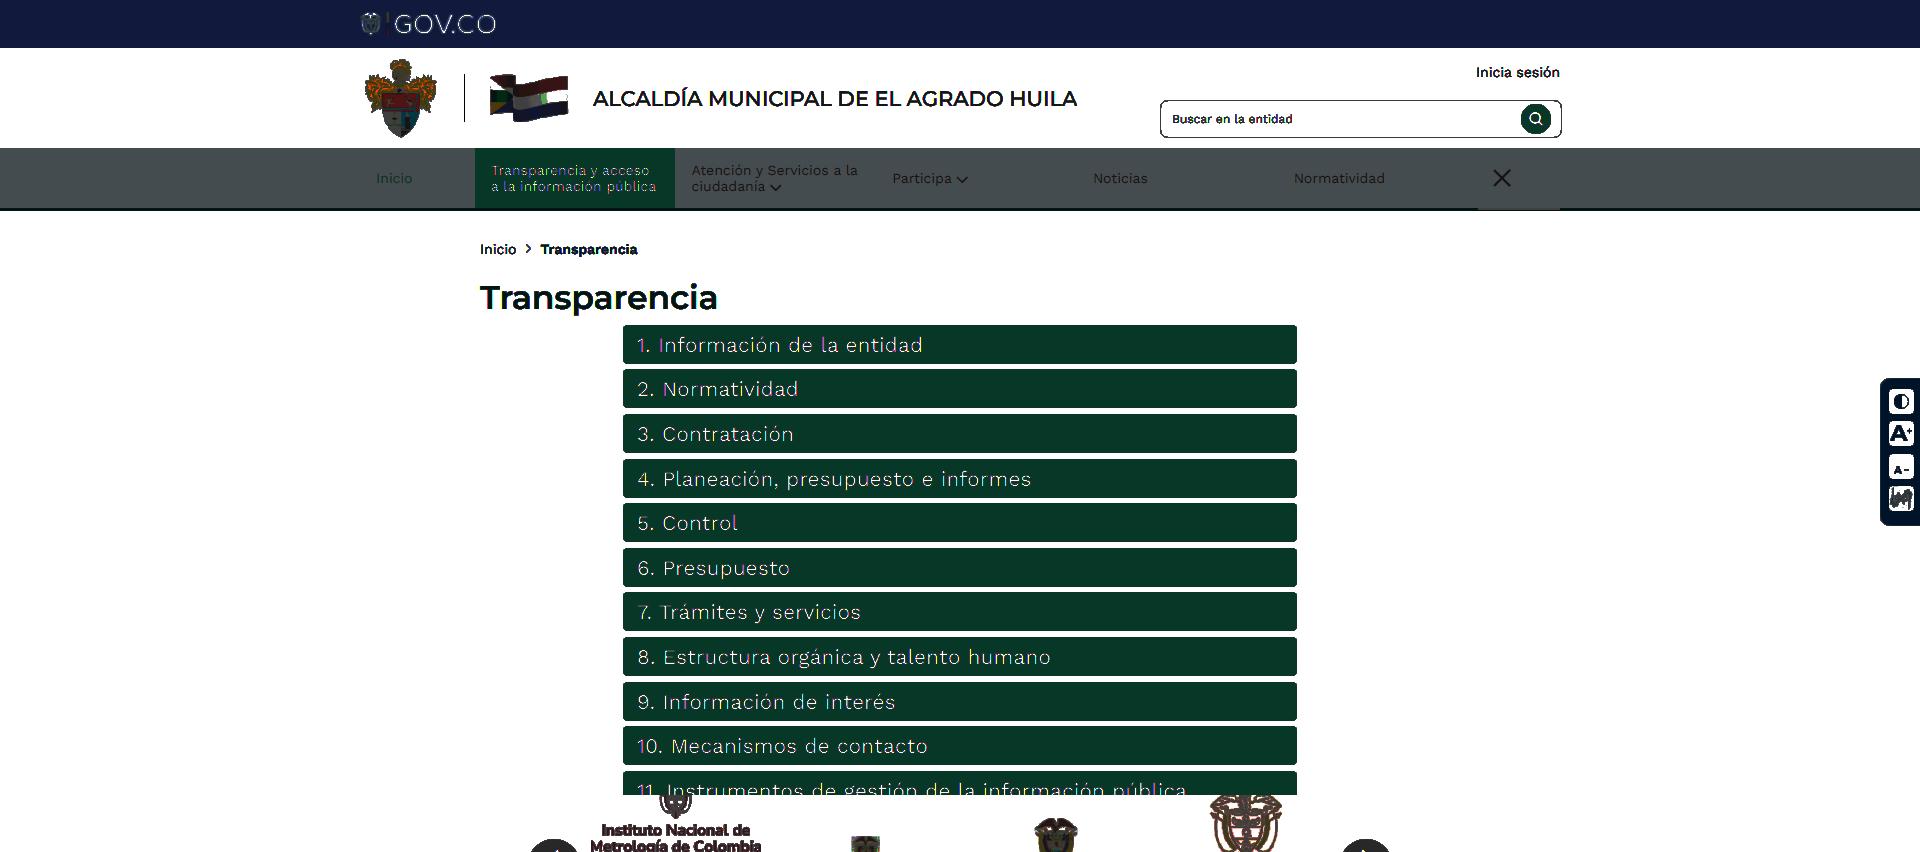 GOV.CO
Inicia sesión
ALCALDÍA MUNICIPAL DE EL AGRADO HUILA
Buscar en la entidad
Inicio
Transparencia y acceso
a la información pública
Atención y Servicios a la
ciudadanía
Participa
Noticias
Normatividad
Inicio > Transparencia
Transparencia
1. Información de la entidad
2. Normatividad
3. Contratación
4. Planeación, presupuesto e informes
5. Control
6. Presupuesto
7. Trámites y servicios
8. Estructura orgánica y talento humano
9. Información de interés
10. Mecanismos de contacto
11. Instrumentos de gestión de la información pública
A+
A-
Instituto Nacional de
Metrología de Colombia